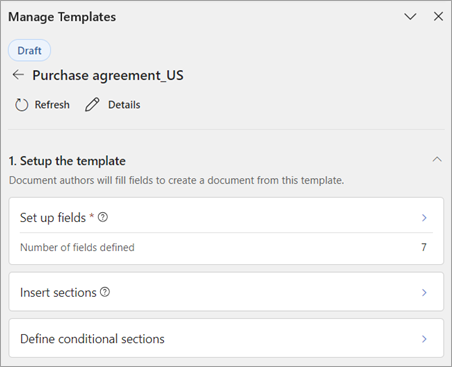 Manage Templates
Draft
Purchase agreement_US
Refresh Details
1. Setup the template
Document authors will fill fields to create a document from this template.
Set up fields *
Number of fields defined 7
Insert sections
Define conditional sections